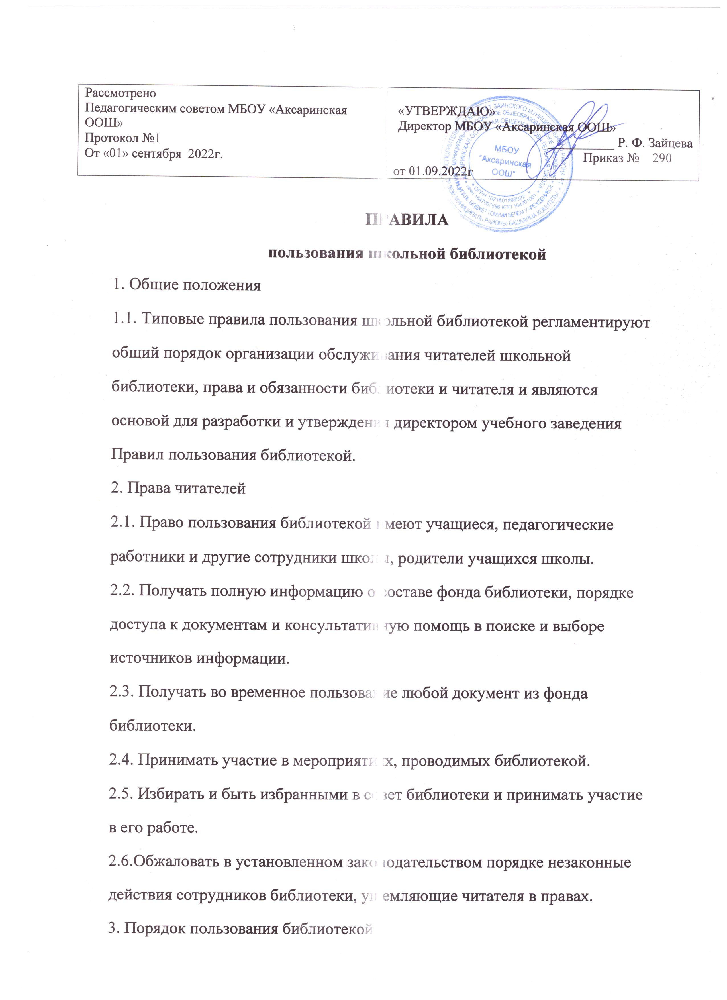 Рассмотрено
Педагогическим советом МБОУ «Аксаринская
ООШ»
Протокол №1
От «01» сентября 2022г.
«УТВЕРЖДАЮ»
Директор МБОУ «Аксаринская ООШ»
___________ Р. Ф. Зайцева
Приказ № 290
от 01.09.2022г
МБОУ
"Аксаринская
ООШ"
ПРАВИЛА
пользования школьной библиотекой
1. Общие положения
1.1. Типовые правила пользования школьной библиотекой регламентируют
общий порядок организации обслуживания читателей школьной
библиотеки, права и обязанности библиотеки и читателя и являются
основой для разработки и утверждения директором учебного заведения
Правил пользования библиотекой.
2. Права читателей
2.1. Право пользования библиотекой имеют учащиеся, педагогические
работники и другие сотрудники школы, родители учащихся школы.
2.2. Получать полную информацию о составе фонда библиотеки, порядке
доступа к документам и консультативную помощь в поиске и выборе
источников информации.
2.3. Получать во временное пользование любой документ из фонда
библиотеки.
2.4. Принимать участие в мероприятиях, проводимых библиотекой.
2.5. Избирать и быть избранными в совет библиотеки и принимать участие
в его работе.
2.6.Обжаловать в установленном законодательством порядке незаконные
действия сотрудников библиотеки, ущемляющие читателя в правах.
3. Порядок пользования библиотекой